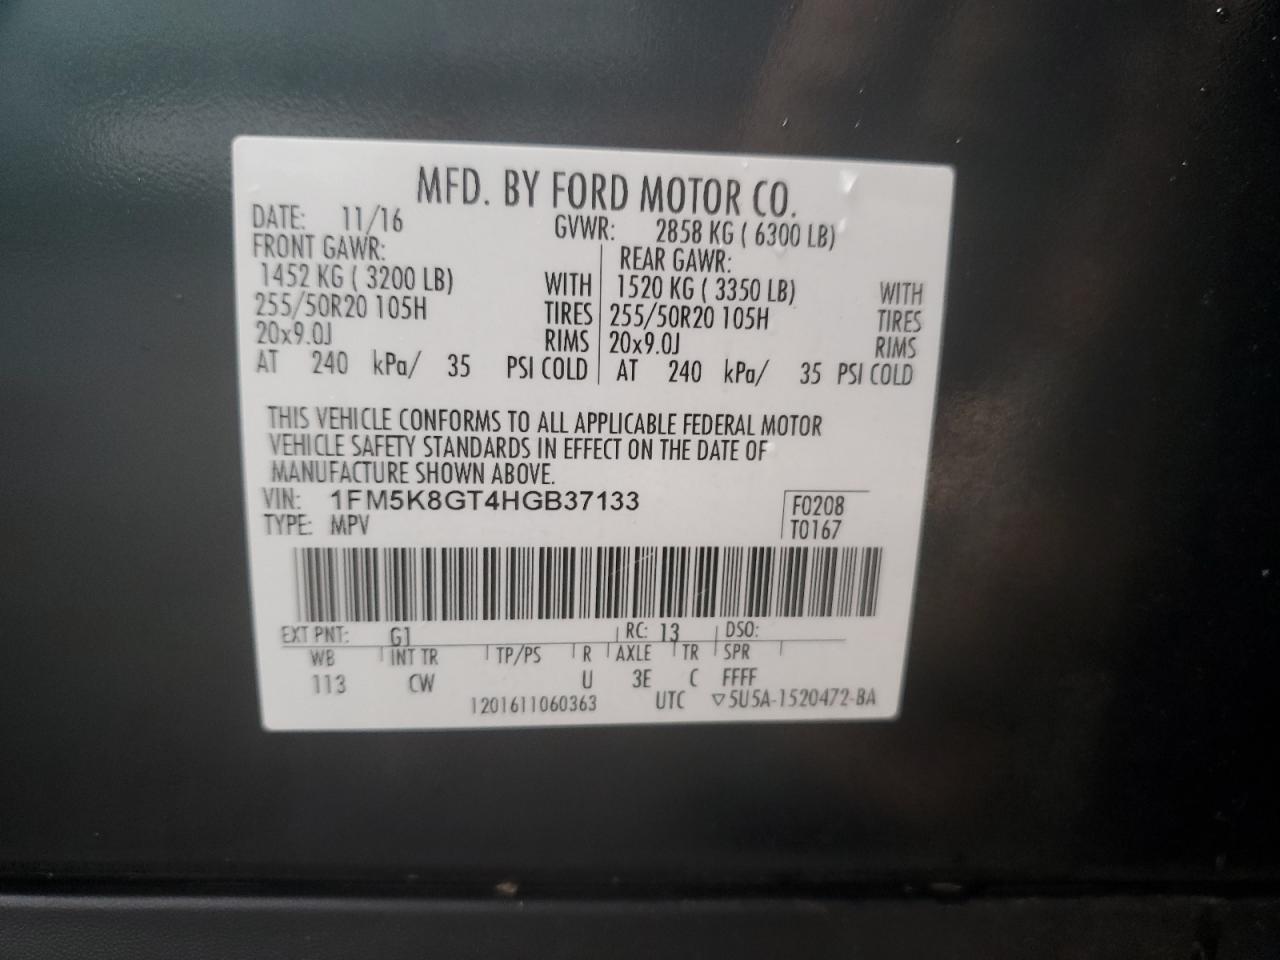 MFD. BY FORD MOTOR CO.
DATE: 11/16 GVWR: 2858 KG ( 6300 LB)
FRONT GAWR: REAR GAWR:
1452 KG ( 3200 LB) WITH 1520 KG ( 3350 LB) WITH
255/50R20 105H TIRES 255/50R20 105H TIRES
20x9.0J RIMS 20x9.0J RIMS
AT 240 kPa/ 35 PSI COLD AT 240 kPa/ 35 PSI COLD
THIS VEHICLE CONFORMS TO ALL APPLICABLE FEDERAL MOTOR
VEHICLE SAFETY STANDARDS IN EFFECT ON THE DATE OF
MANUFACTURE SHOWN ABOVE.
VIN: 1FM5K8GT4HGB37133 F0208
TYPE: MPV T0167
EXT PNT: G1 RC: 13 DSO:
WB INT TR TP/PS R AXLE TR SPR
113 CW U 3E C FFFF
1201611060363 UTC ▽5U5A-1520472-BA